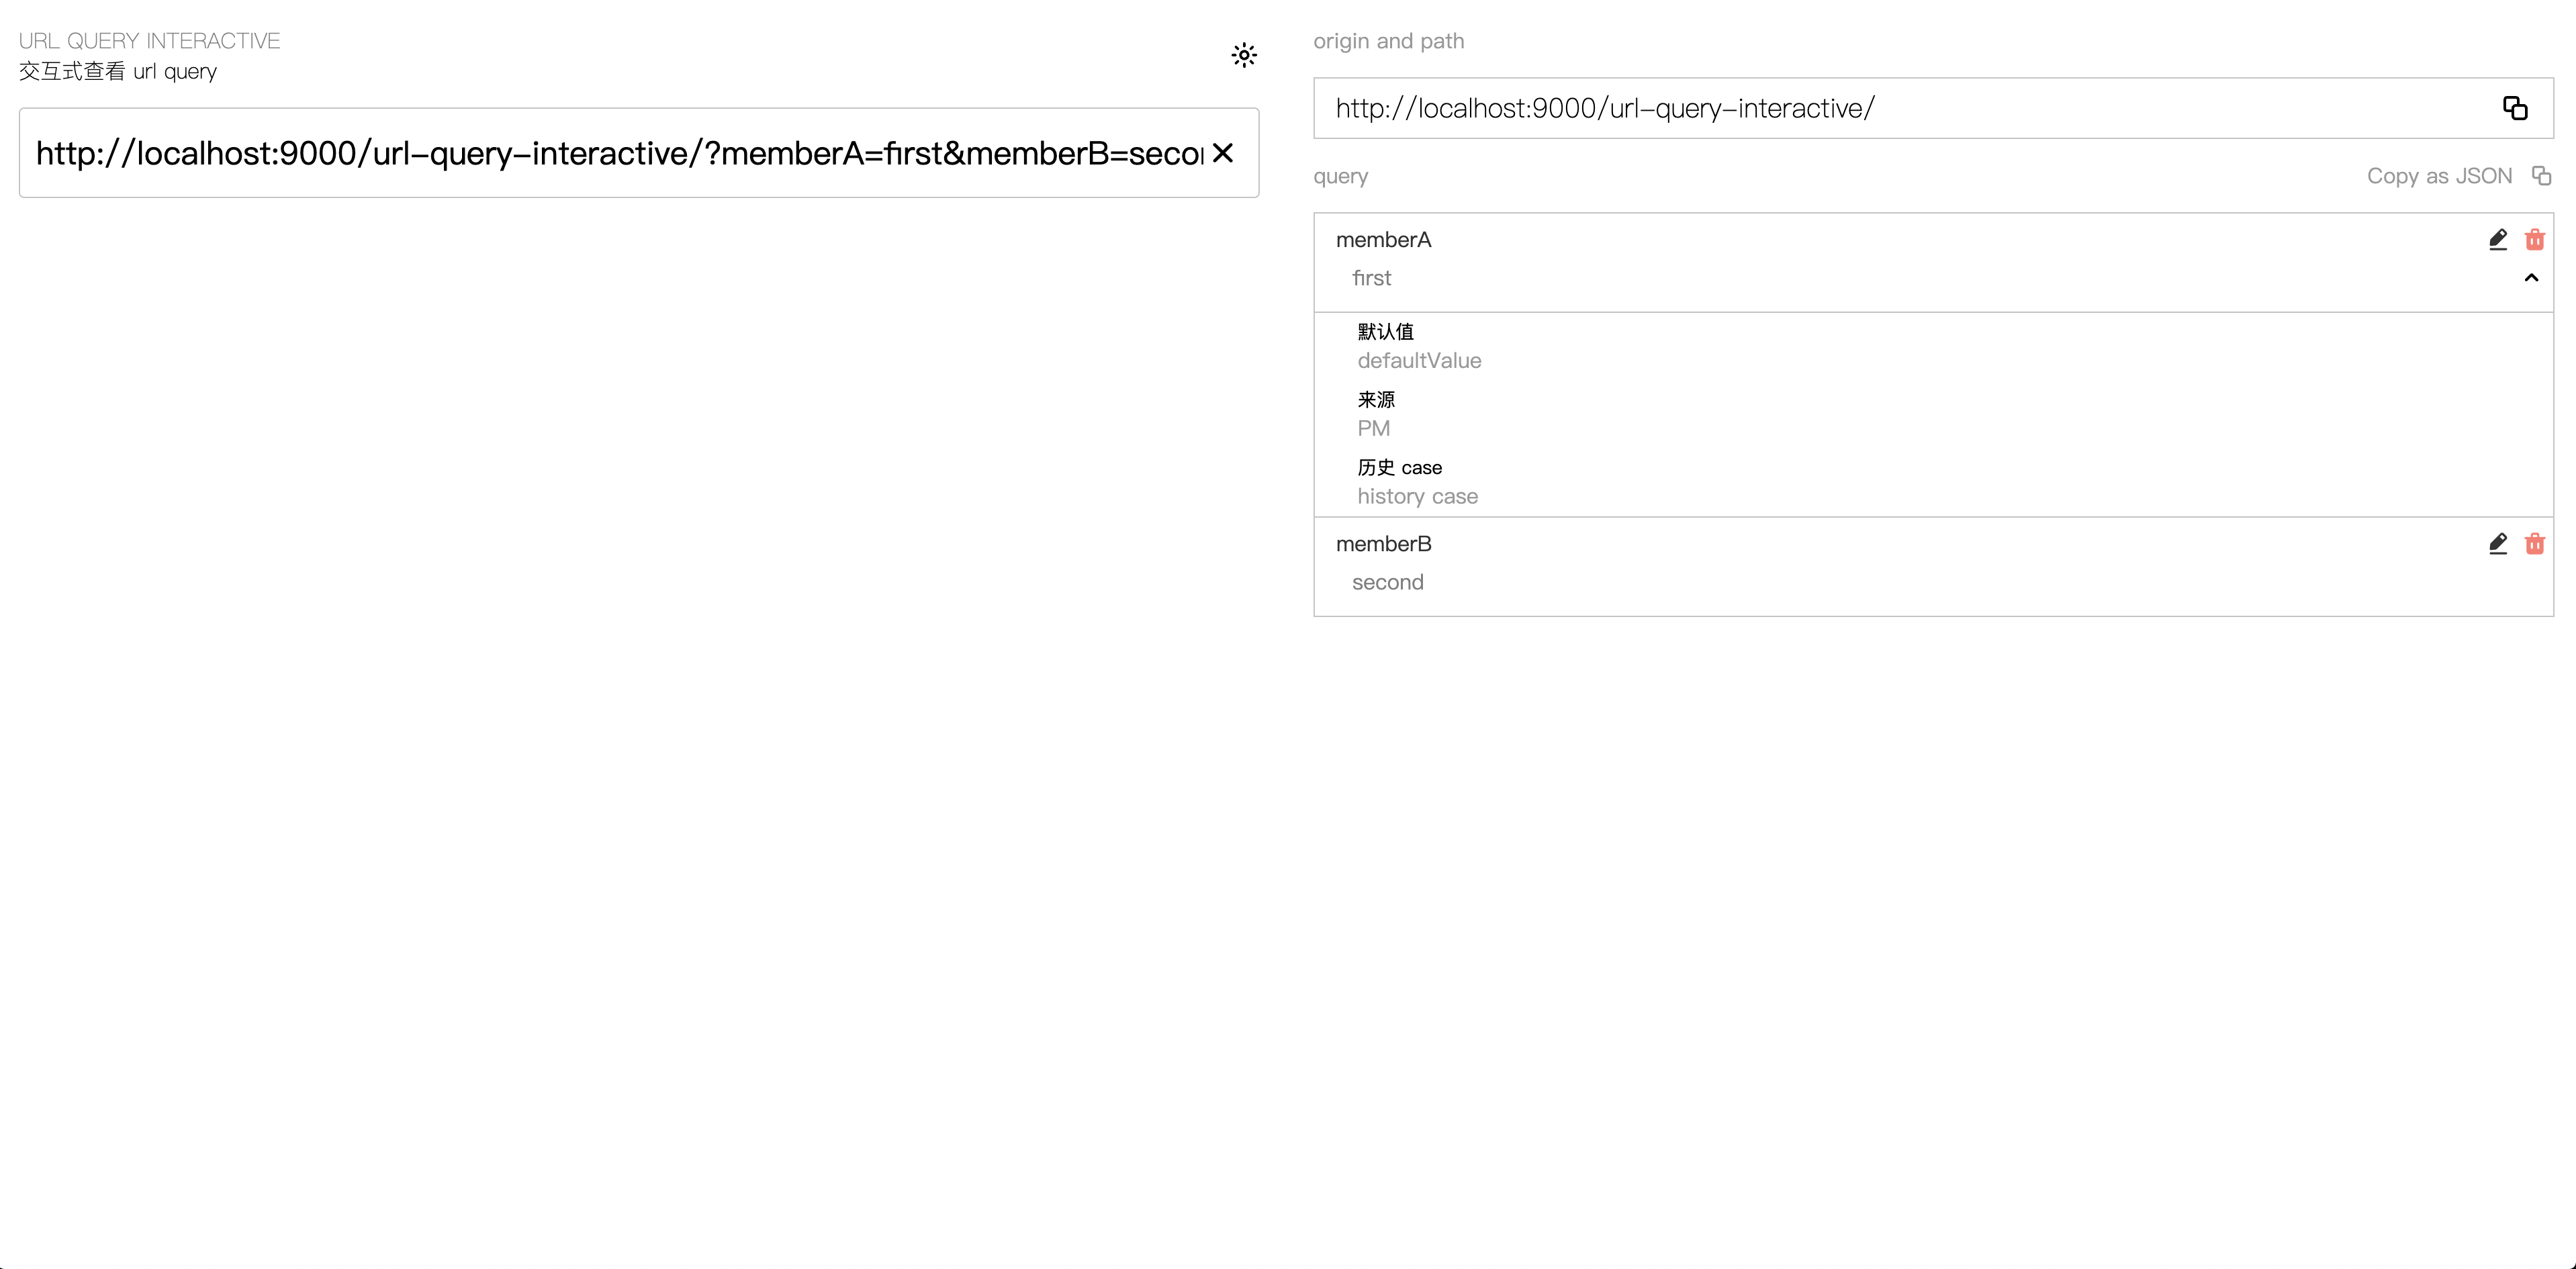 URL QUERY INTERACTIVE
交互式查看 url query
http://localhost:9000/url-query-interactive/?memberA=first&memberB=seco
origin and path
http://localhost:9000/url-query-interactive/
query
Copy as JSON
memberA
first
默认值
defaultValue
来源
PM
历史 case
history case
memberB
second